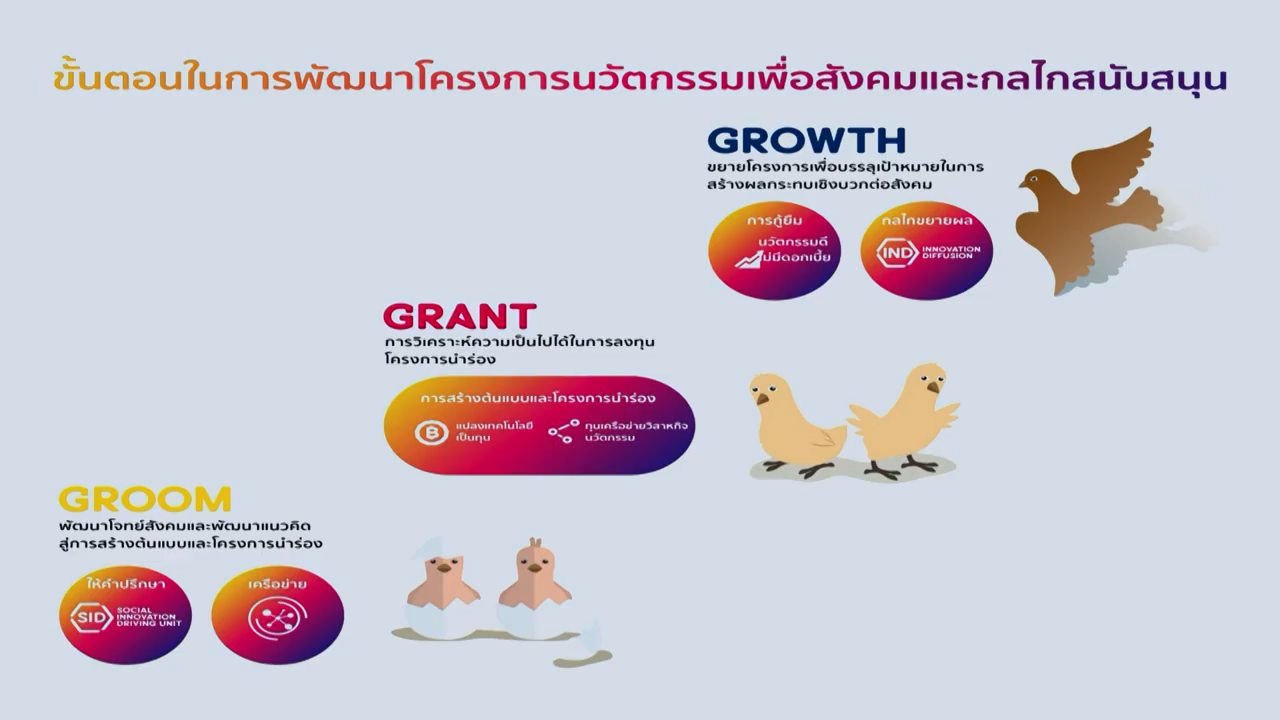 ขั้นตอนในการพัฒนาโครงการนวัตกรรมเพื่อสังคมและกลไกสนับสนุน
GROWTH
ขยายโครงการเพื่อบรรลุเป้าหมายในการ
สร้างผลกระทบเชิงบวกต่อสังคม
การกู้ยืม
นวัตกรรมดี
ไม่มีดอกเบี้ย
กลไกขยายผล
IND
INNOVATION
DIFFUSION
GRANT
การวิเคราะห์ความเป็นไปได้ในการลงทุน
โครงการนำร่อง
การสร้างต้นแบบและโครงการนำร่อง
แปลงเทคโนโลยี
เป็นทุน
ทุนเครือข่ายวิสาหกิจ
นวัตกรรม
GROOM
พัฒนาโจทย์สังคมและพัฒนาแนวคิด
สู่การสร้างต้นแบบและโครงการนำร่อง
ให้คำปรึกษา
SID
SOCIAL
INNOVATION
DRIVING UNIT
เครือข่าย